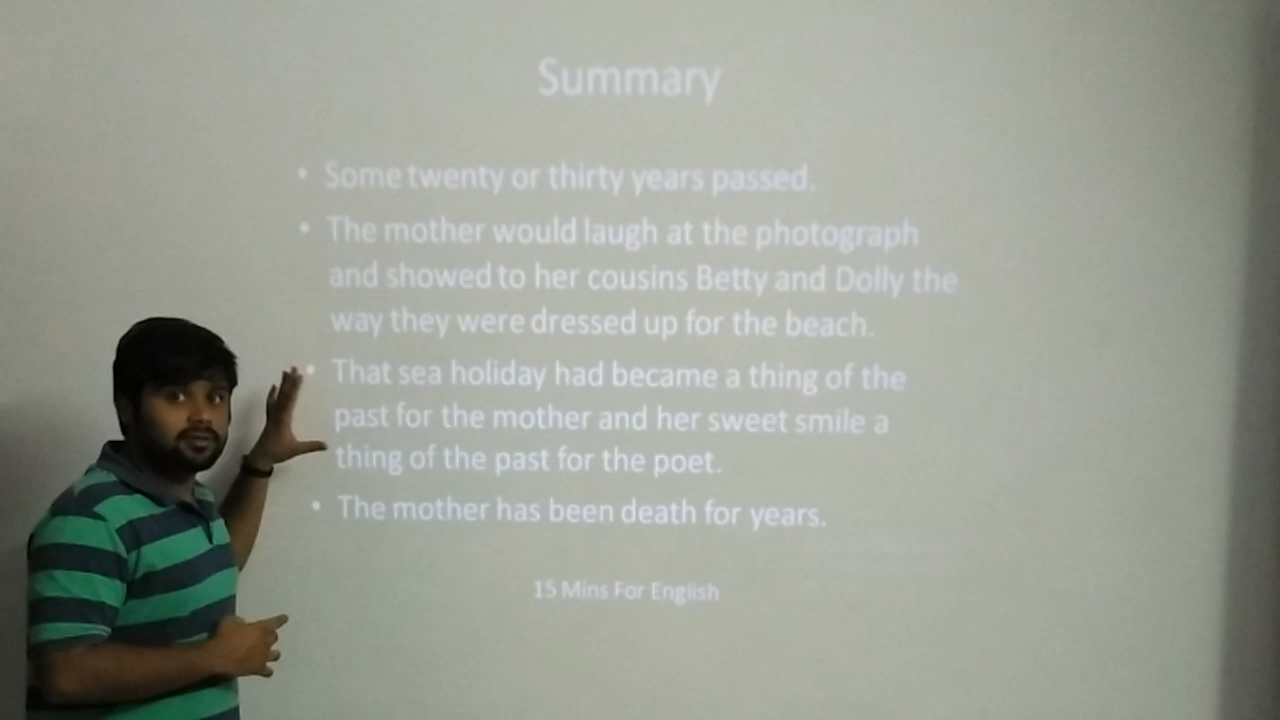 Summary
• Some twenty or thirty years passed.
• The mother would laugh at the photograph
and showed to her cousins Betty and Dolly the
way they were dressed up for the beach.
• That sea holiday had became a thing of the
past for the mother and her sweet smile a
thing of the past for the poet.
• The mother has been death for years.
15 Mins For English